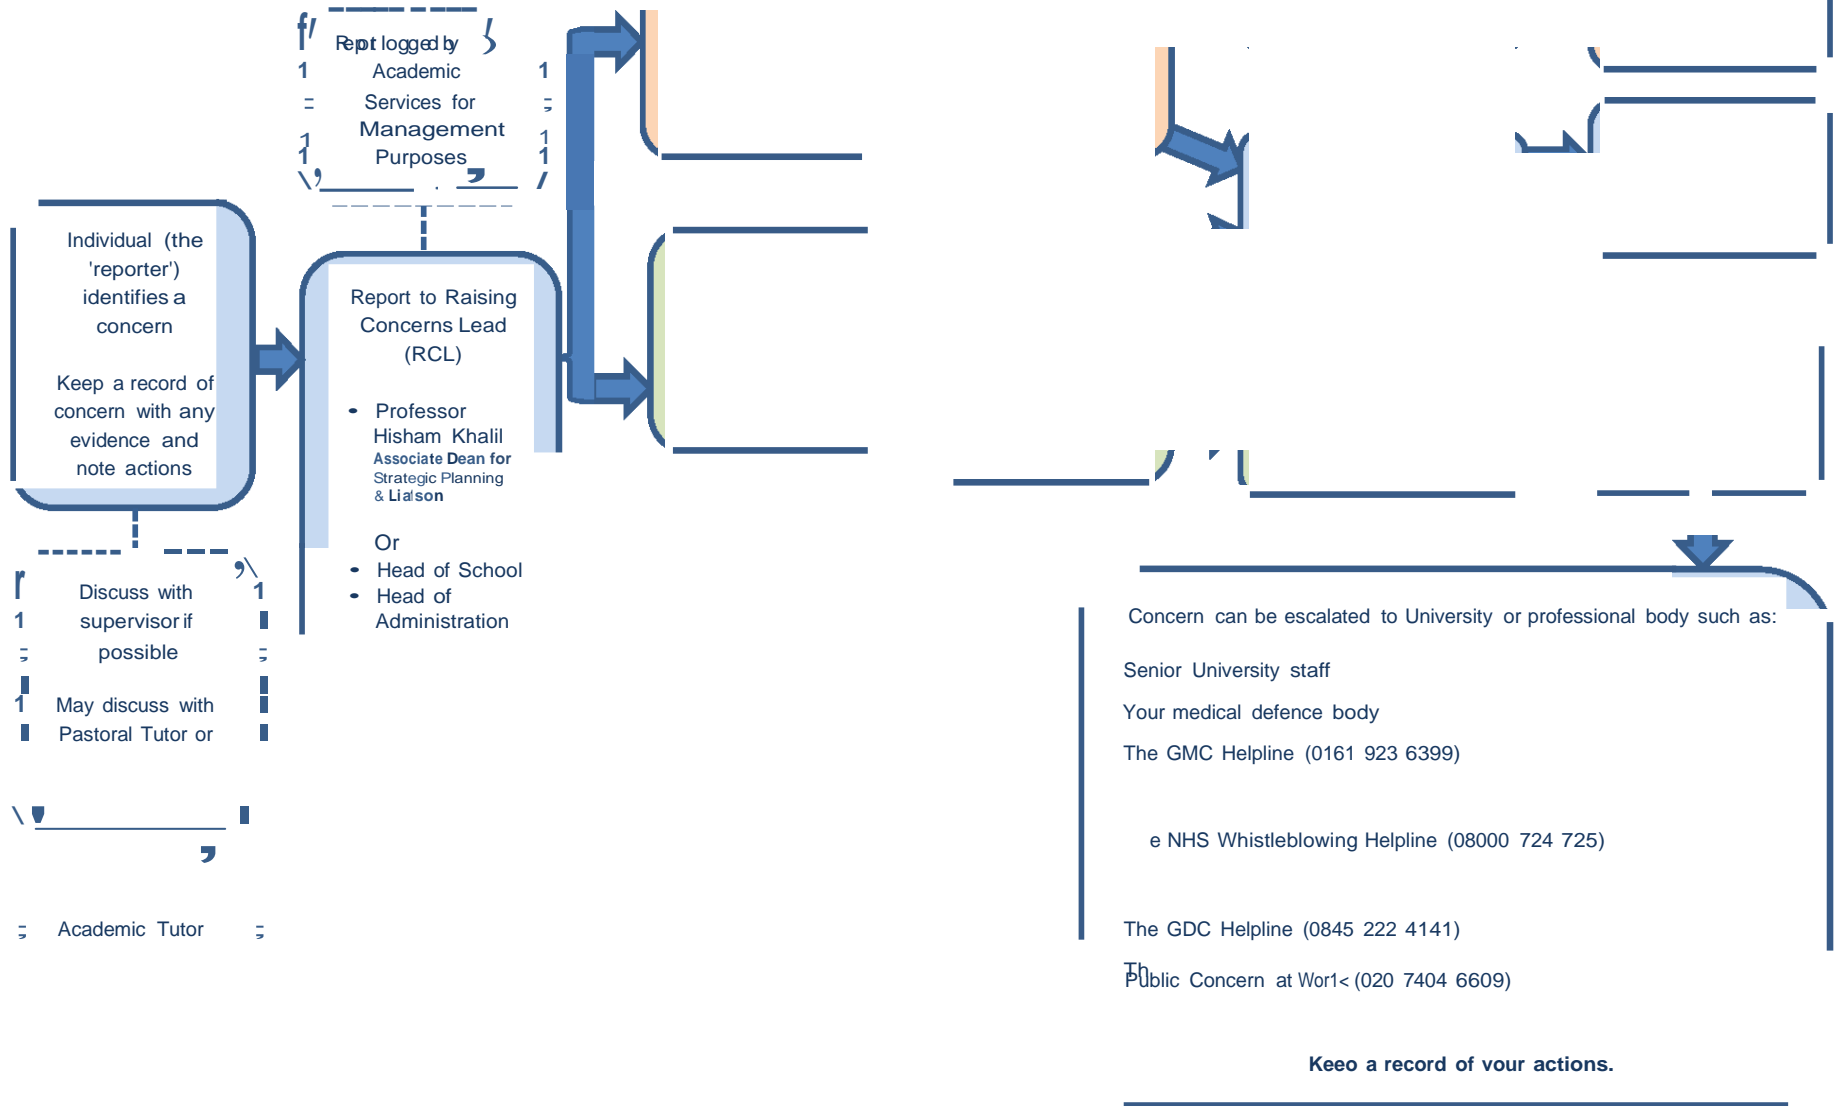 Report logged by
Academic
Services for
Management
Purposes
Individual (the
'reporter')
identifies a
concern
Keep a record of
concern with any
evidence and
note actions
Report to Raising
Concerns Lead
(RCL)
• Professor
Hisham Khalil
Associate Dean for
Strategic Planning
& Liaison
Or
• Head of School
• Head of
Administration
Discuss with
supervisor if
possible
May discuss with
Pastoral Tutor or
Academic Tutor
Concern can be escalated to University or professional body such as:
Senior University staff
Your medical defence body
The GMC Helpline (0161 923 6399)
e NHS Whistleblowing Helpline (08000 724 725)
The GDC Helpline (0845 222 4141)
Th
Public Concern at Wor1< (020 7404 6609)
Keeo a record of vour actions.